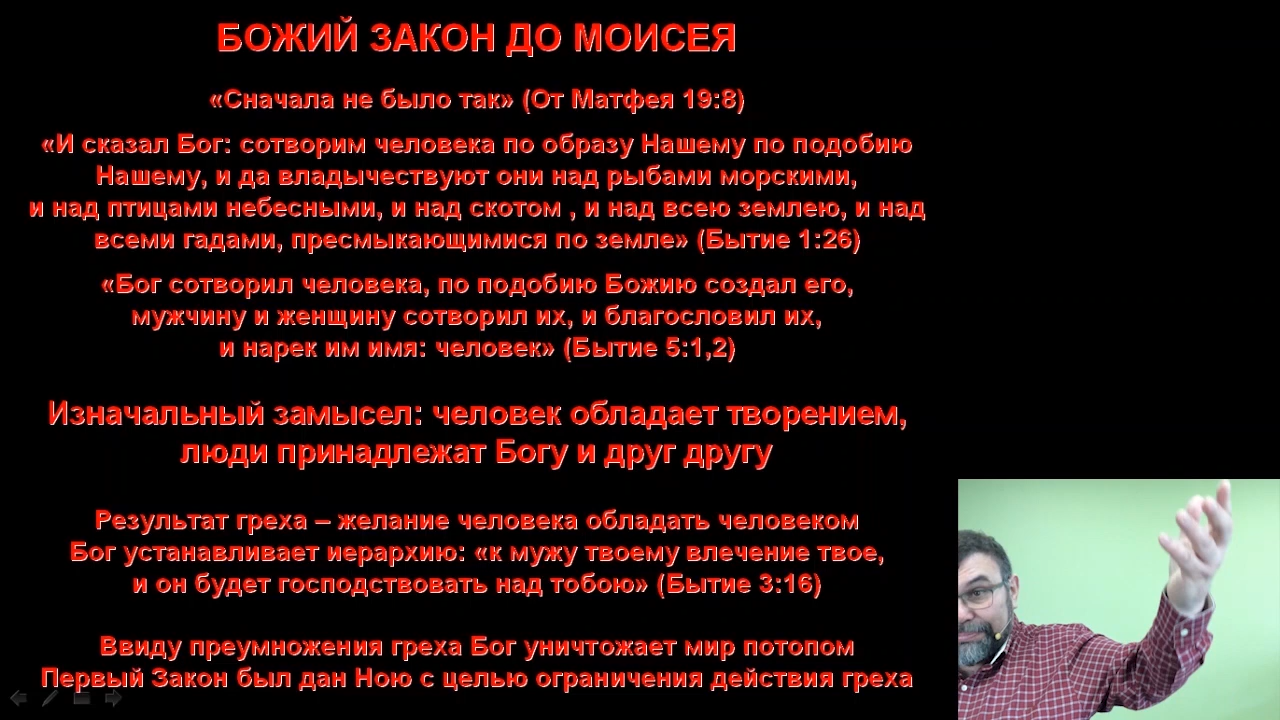 БОЖИЙ ЗАКОН ДО МОИСЕЯ
«Сначала не было так» (От Матфея 19:8)
«И сказал Бог: сотворим человека по образу Нашему по подобию
Нашему, и да владычествуют они над рыбами морскими,
и над птицами небесными, и над скотом , и над всею землею, и над
всеми гадами, пресмыкающимися по земле» (Бытие 1:26)
«Бог сотворил человека, по подобию Божию создал его,
мужчину и женщину сотворил их, и благословил их,
и нарек им имя: человек» (Бытие 5:1,2)
Изначальный замысел: человек обладает творением,
люди принадлежат Богу и друг другу
Результат греха – желание человека обладать человеком
Бог устанавливает иерархию: «к мужу твоему влечение твое,
и он будет господствовать над тобою» (Бытие 3:16)
Ввиду преумножения греха Бог уничтожает мир потопом
Первый Закон был дан Ною с целью ограничения действия греха